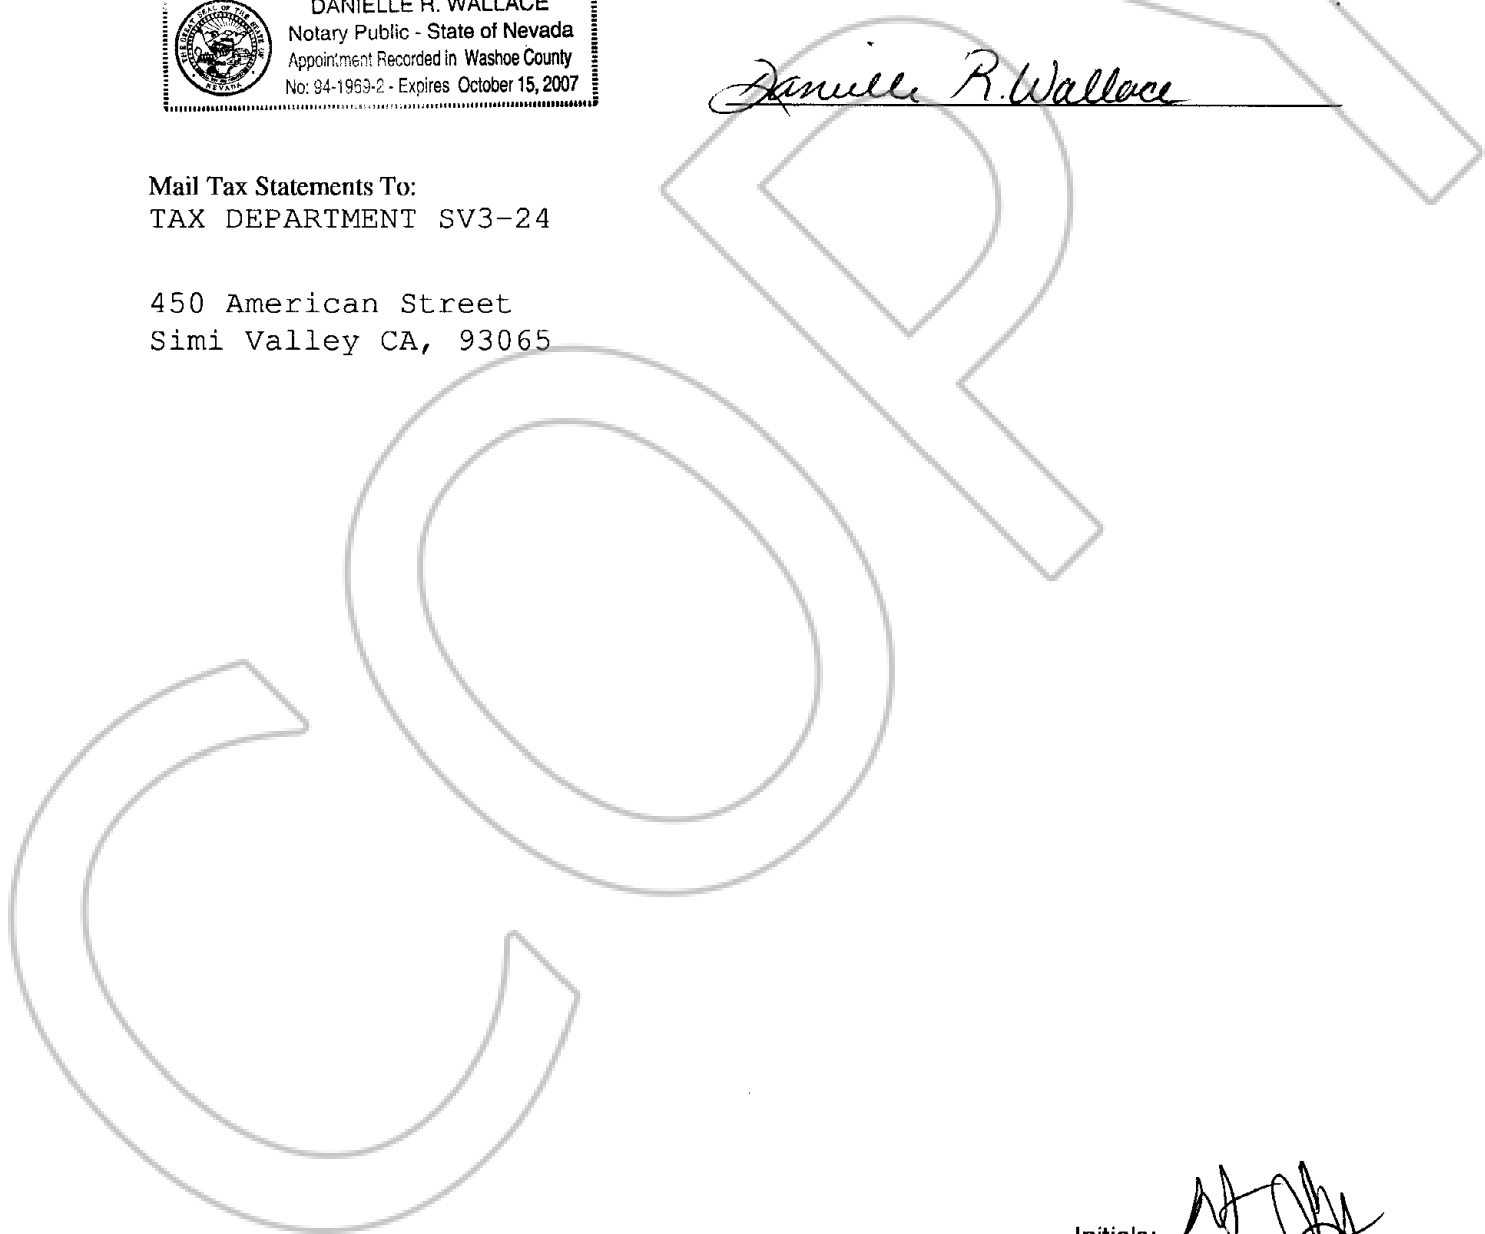 DANIELLE R. WALLACE
Notary Public - State of Nevada
Appointment Recorded in Washoe County
No: 94-1969-2 - Expires October 15, 2007
Danielle R. Wallace
Mail Tax Statements To:
TAX DEPARTMENT SV3-24
450 American Street
Simi Valley CA, 93065
COPY
Initials: